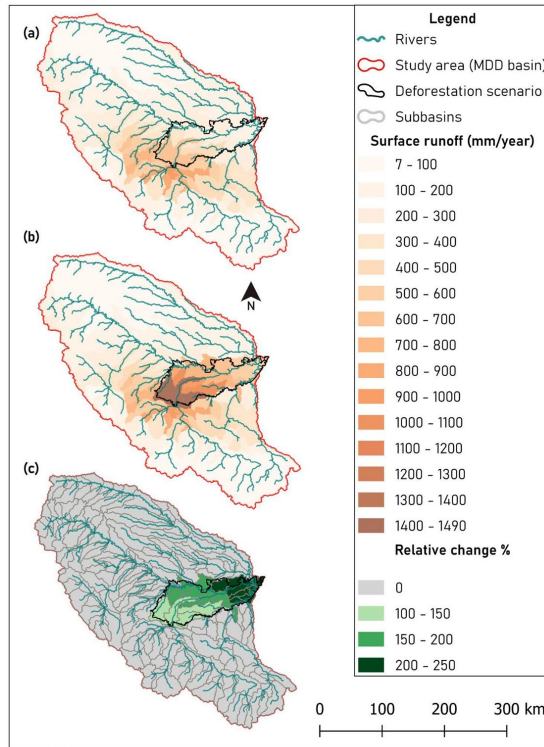 (a)
(b)
N
(c)
Legend
Rivers
Study area (MDD basin)
Deforestation scenario
Subbasins
Surface runoff (mm/year)
7 - 100
100 - 200
200 - 300
300 - 400
400 - 500
500 - 600
600 - 700
700 - 800
800 - 900
900 - 1000
1000 - 1100
1100 - 1200
1200 - 1300
1300 - 1400
1400 - 1490
Relative change %
0
100 - 150
150 - 200
200 - 250
0 100 200 300 km